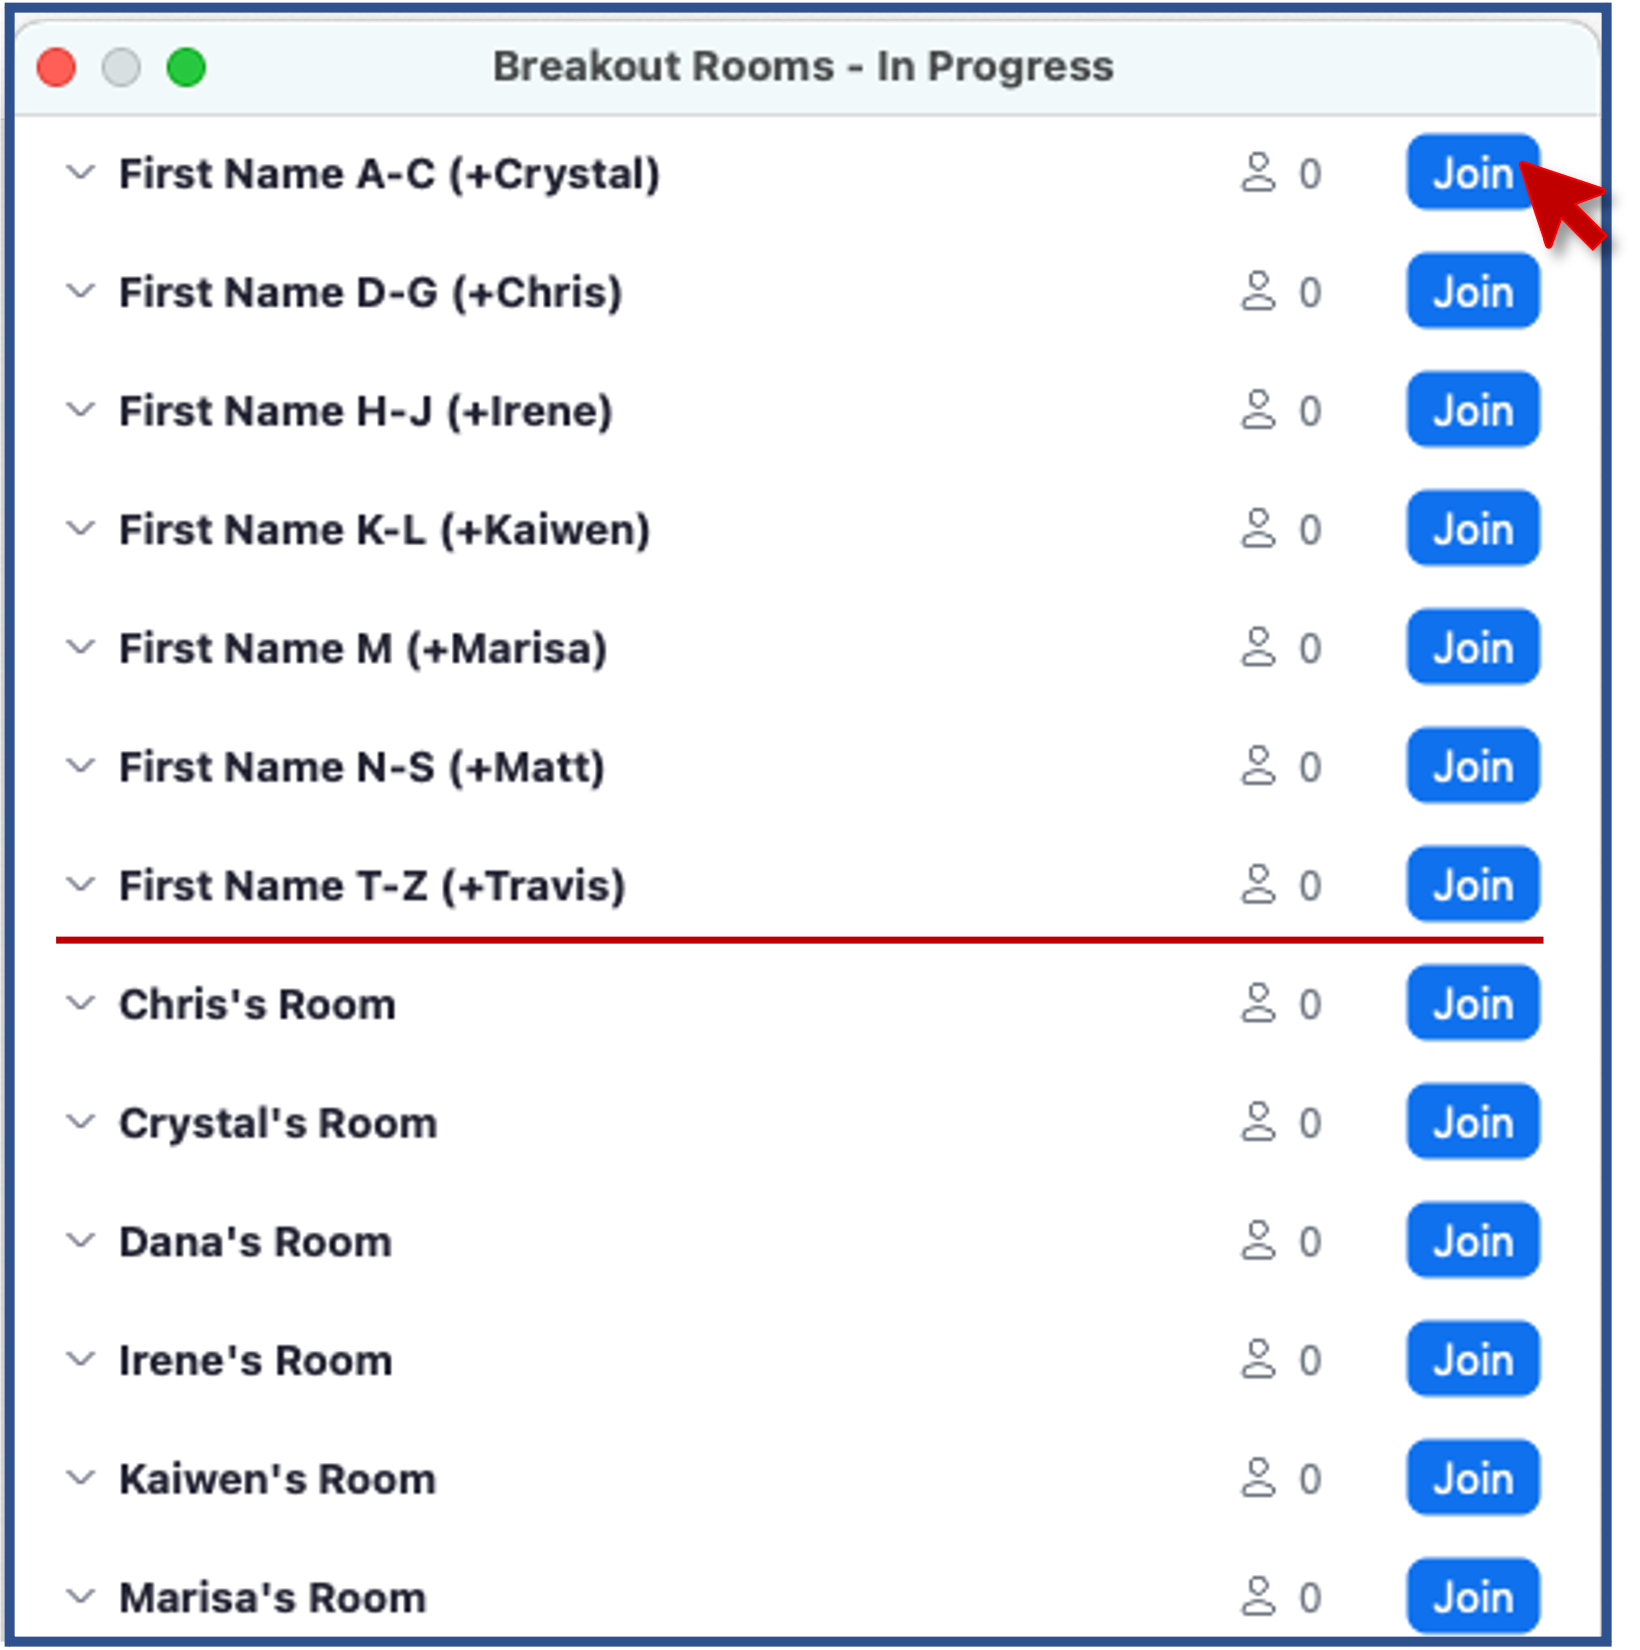 Breakout Rooms - In Progress
First Name A-C (+Crystal) 0 Join
First Name D-G (+Chris) 0 Join
First Name H-J (+Irene) 0 Join
First Name K-L (+Kaiwen) 0 Join
First Name M (+Marisa) 0 Join
First Name N-S (+Matt) 0 Join
First Name T-Z (+Travis) 0 Join
Chris's Room 0 Join
Crystal's Room 0 Join
Dana's Room 0 Join
Irene's Room 0 Join
Kaiwen's Room 0 Join
Marisa's Room 0 Join